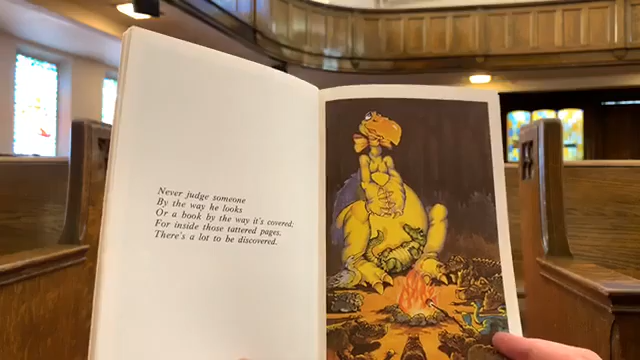 Never judge someone
By the way he looks
Or a book by the way it's covered;
For inside those tattered pages,
There's a lot to be discovered.